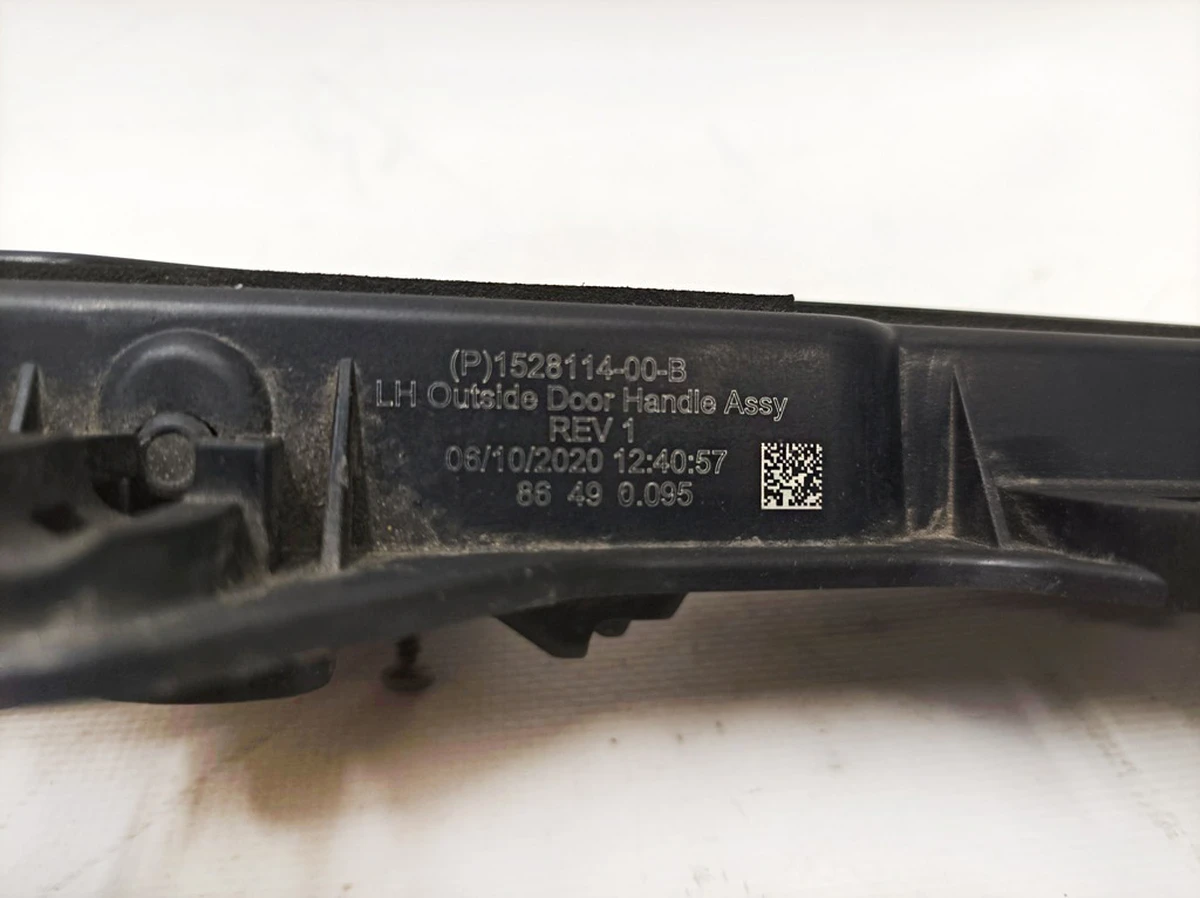 (P)1528114-00-B
LH Outside Door Handle Assy
REV 1
06/10/2020 12:40:57
86 49 0.095